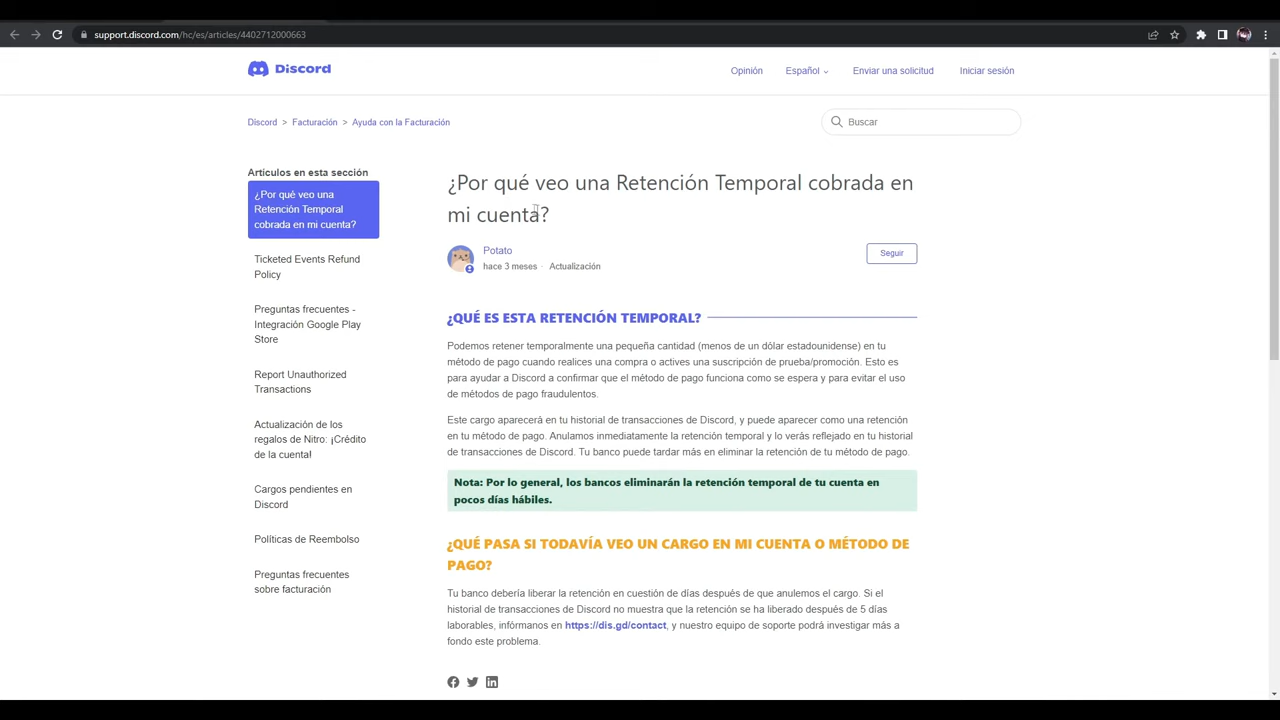 support.discord.com/hc/es/articles/4402712000663
Discord
Opinión
Español
Enviar una solicitud
Iniciar sesión
Discord > Facturación > Ayuda con la Facturación
Buscar
Artículos en esta sección
¿Por qué veo una
Retención Temporal
cobrada en mi cuenta?
Ticketed Events Refund
Policy
Preguntas frecuentes -
Integración Google Play
Store
Report Unauthorized
Transactions
Actualización de los
regalos de Nitro: ¡Crédito
de la cuenta!
Cargos pendientes en
Discord
Políticas de Reembolso
Preguntas frecuentes
sobre facturación
¿Por qué veo una Retención Temporal cobrada en
mi cuenta?
Potato
hace 3 meses · Actualización
Seguir
¿QUÉ ES ESTA RETENCIÓN TEMPORAL?
Podemos retener temporalmente una pequeña cantidad (menos de un dólar estadounidense) en tu
método de pago cuando realices una compra o actives una suscripción de prueba/promoción. Esto es
para ayudar a Discord a confirmar que el método de pago funciona como se espera y para evitar el uso
de métodos de pago fraudulentos.
Este cargo aparecerá en tu historial de transacciones de Discord, y puede aparecer como una retención
en tu método de pago. Anulamos inmediatamente la retención temporal y lo verás reflejado en tu historial
de transacciones de Discord. Tu banco puede tardar más en eliminar la retención de tu método de pago.
Nota: Por lo general, los bancos eliminarán la retención temporal de tu cuenta en
pocos días hábiles.
¿QUÉ PASA SI TODAVÍA VEO UN CARGO EN MI CUENTA O MÉTODO DE
PAGO?
Tu banco debería liberar la retención en cuestión de días después de que anulemos el cargo. Si el
historial de transacciones de Discord no muestra que la retención se ha liberado después de 5 días
laborables, infórmanos en https://dis.gd/contact, y nuestro equipo de soporte podrá investigar más a
fondo este problema.